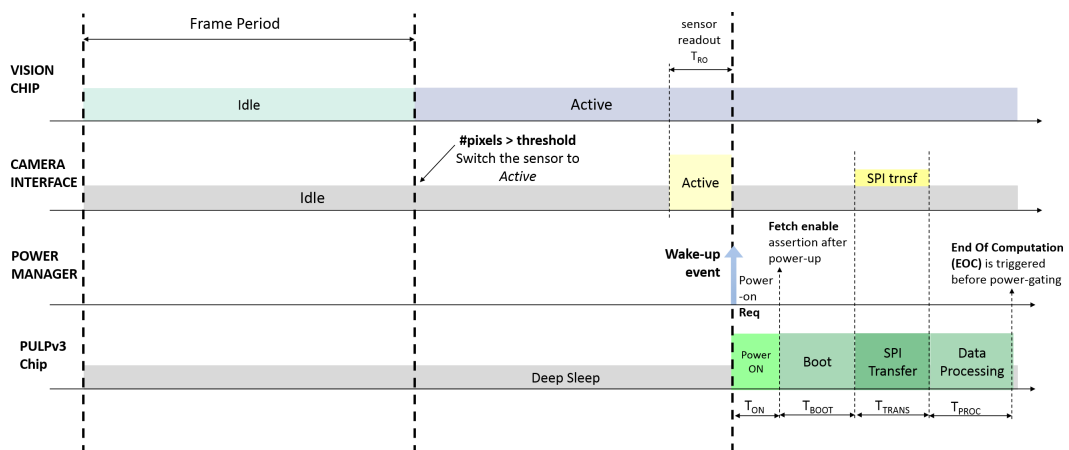 Frame Period
sensor
readout
TRO
VISION
CHIP
Idle
Active
#pixels > threshold
Switch the sensor to
Active
CAMERA
INTERFACE
Idle
Active
SPI trnsf
Fetch enable
assertion after
power-up
Wake-up
event
End Of Computation
(EOC) is triggered
before power-gating
POWER
MANAGER
Power
-on
Req
PULPv3
Chip
Deep Sleep
Power
ON
Boot
SPI
Transfer
Data
Processing
TON
TBOOT
TTRANS
TPROC